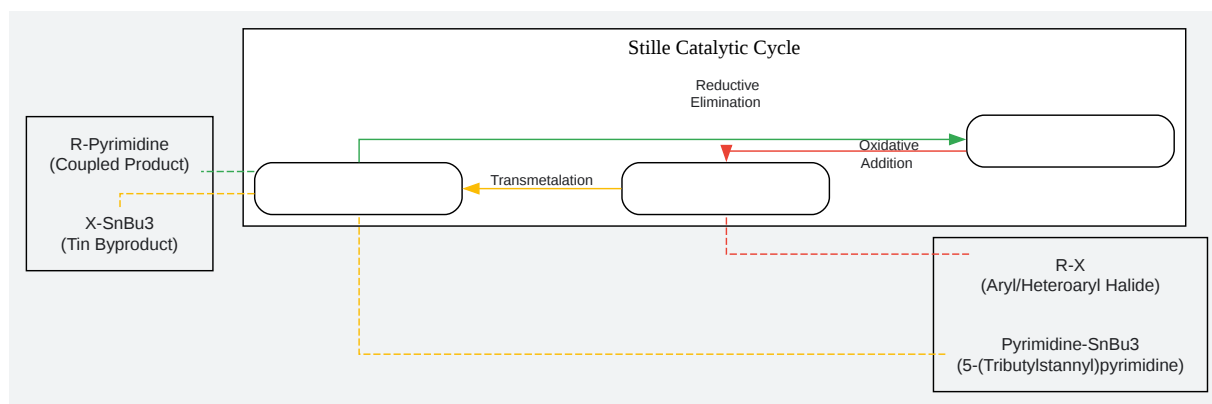 Stille Catalytic Cycle
Reductive
Elimination
R-Pyrimidine
(Coupled Product)
Oxidative
Addition
Transmetalation
X-SnBu3
(Tin Byproduct)
R-X
(Aryl/Heteroaryl Halide)
Pyrimidine-SnBu3
(5-(Tributylstannyl)pyrimidine)